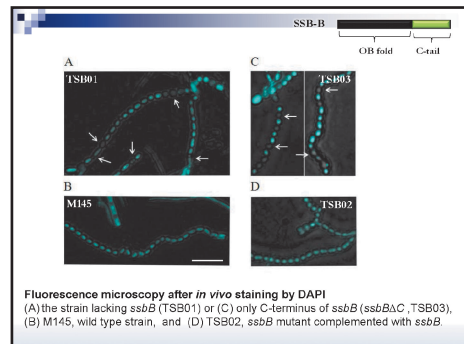 SSB-B
OB fold C-tail
A C
TSB01 TSB03
B D
M145 TSB02
Fluorescence microscopy after in vivo staining by DAPI
(A) the strain lacking ssbB (TSB01) or (C) only C-terminus of ssbB (ssbBΔC ,TSB03),
(B) M145, wild type strain, and (D) TSB02, ssbB mutant complemented with ssbB.